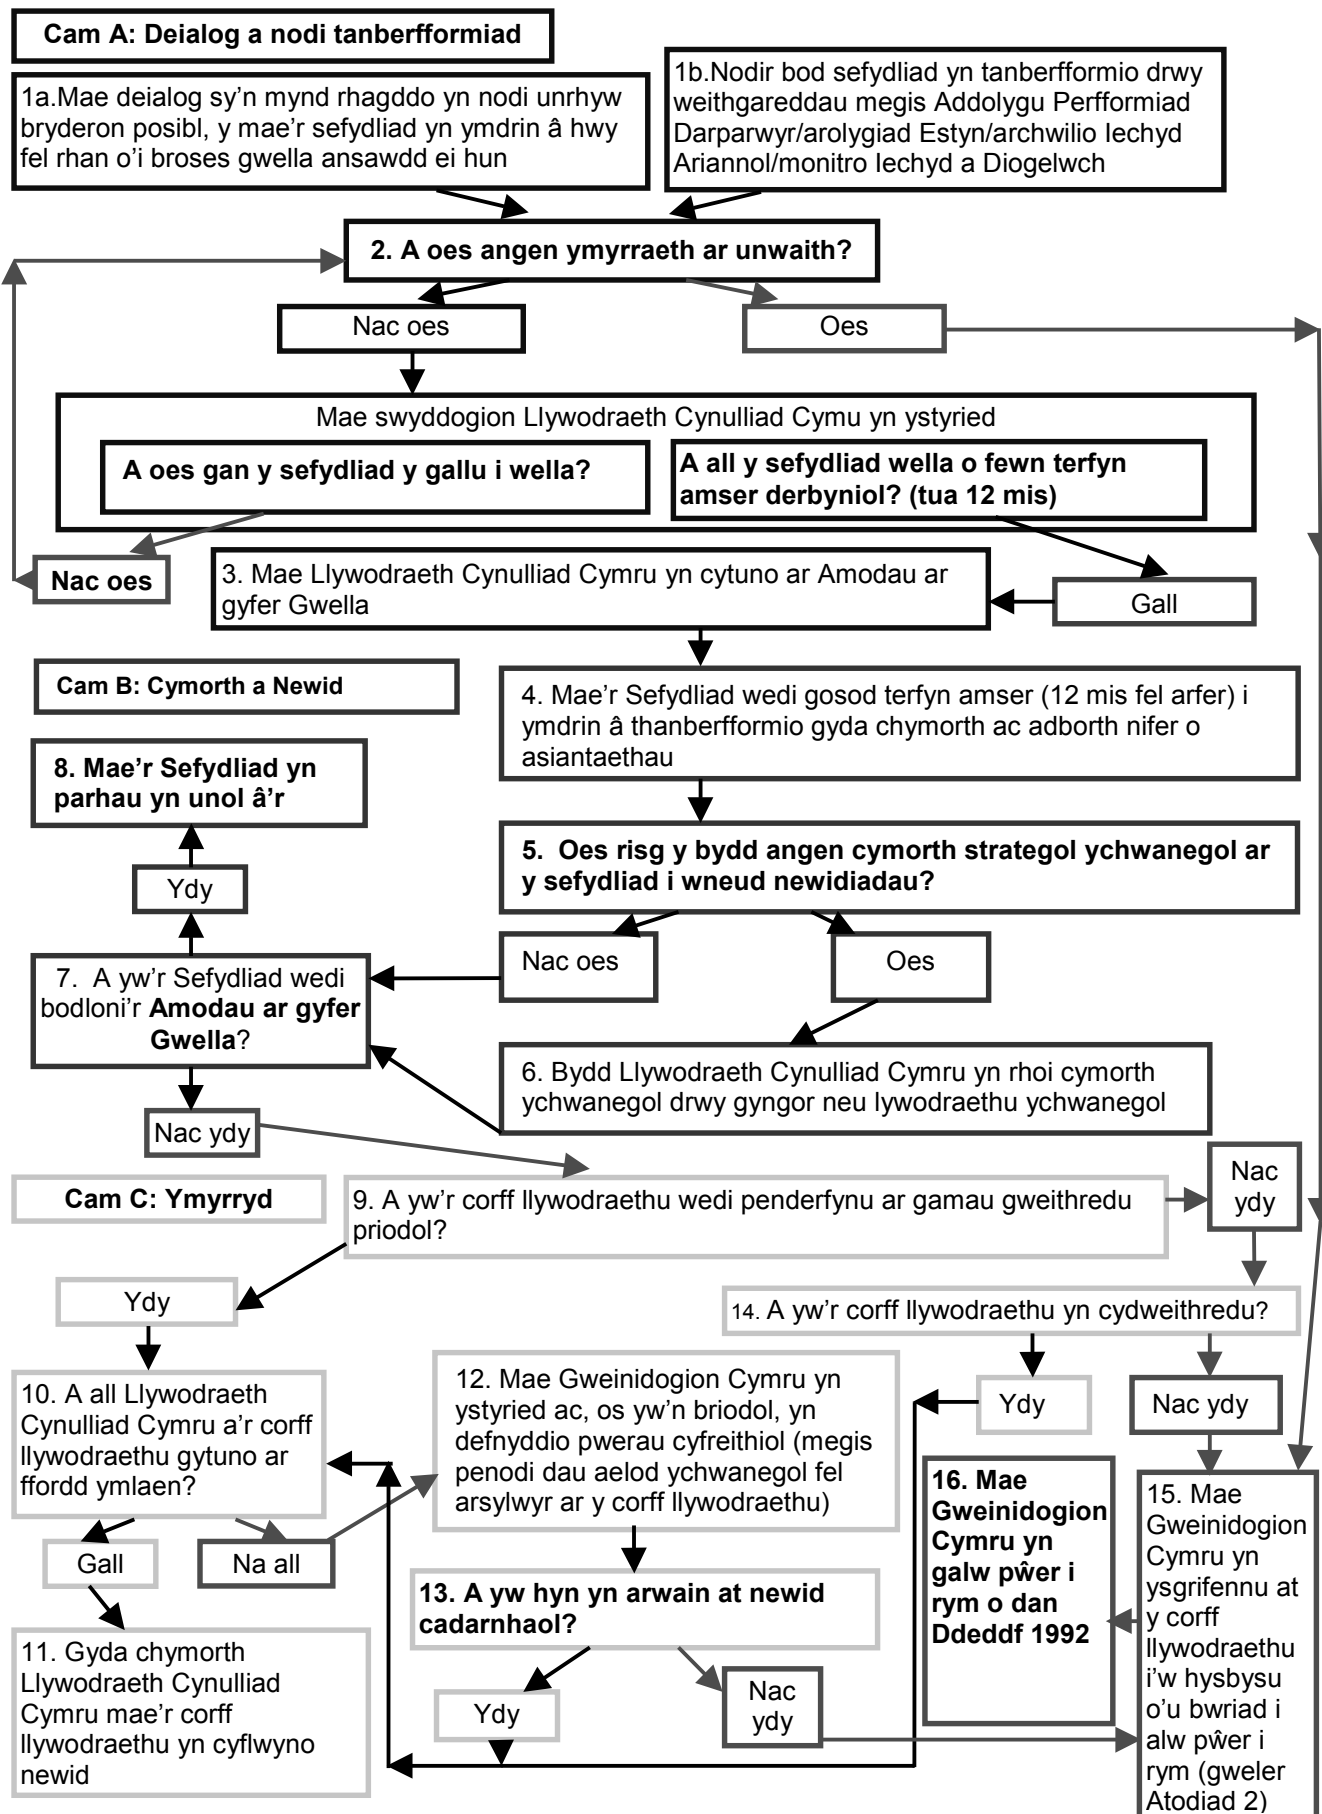 Cam A: Deialog a nodi tanberfformiad
1a.Mae deialog sy'n mynd rhagddo yn nodi unrhyw
bryderon posibl, y mae'r sefydliad yn ymdrin â hwy
fel rhan o'i broses gwella ansawdd ei hun
1b.Nodir bod sefydliad yn tanberfformio drwy
weithgareddau megis Addolygu Perfformiad
Darparwyr/arolygiad Estyn/archwilio Iechyd
Ariannol/monitro Iechyd a Diogelwch
2. A oes angen ymyrraeth ar unwaith?
Nac oes
Oes
Mae swyddogion Llywodraeth Cynulliad Cymu yn ystyried
A oes gan y sefydliad y gallu i wella?
A all y sefydliad wella o fewn terfyn
amser derbyniol? (tua 12 mis)
Nac oes
3. Mae Llywodraeth Cynulliad Cymru yn cytuno ar Amodau ar
gyfer Gwella
Gall
Cam B: Cymorth a Newid
4. Mae'r Sefydliad wedi gosod terfyn amser (12 mis fel arfer) i
ymdrin â thanberfformio gyda chymorth ac adborth nifer o
asiantaethau
8. Mae'r Sefydliad yn
parhau yn unol â'r
5. Oes risg y bydd angen cymorth strategol ychwanegol ar
y sefydliad i wneud newidiadau?
Ydy
Nac oes
Oes
7. A yw'r Sefydliad wedi
bodloni'r Amodau ar gyfer
Gwella?
6. Bydd Llywodraeth Cynulliad Cymru yn rhoi cymorth
ychwanegol drwy gyngor neu lywodraethu ychwanegol
Nac ydy
Cam C: Ymyrryd
9. A yw'r corff llywodraethu wedi penderfynu ar gamau gweithredu
priodol?
Nac
ydy
Ydy
14. A yw'r corff llywodraethu yn cydweithredu?
10. A all Llywodraeth
Cynulliad Cymru a'r corff
llywodraethu gytuno ar
ffordd ymlaen?
12. Mae Gweinidogion Cymru yn
ystyried ac, os yw'n briodol, yn
defnyddio pwerau cyfreithiol (megis
penodi dau aelod ychwanegol fel
arsylwyr ar y corff llywodraethu)
Ydy
Nac ydy
16. Mae
Gweinidogion
Cymru yn
galw pŵer i
rym o dan
Ddeddf 1992
15. Mae
Gweinidogion
Cymru yn
ysgrifennu at
y corff
llywodraethu
i'w hysbysu
o'u bwriad i
alw pŵer i
rym (gweler
Atodiad 2)
Gall
Na all
13. A yw hyn yn arwain at newid
cadarnhaol?
11. Gyda chymorth
Llywodraeth Cynulliad
Cymru mae'r corff
llywodraethu yn cyflwyno
newid
Ydy
Nac
ydy